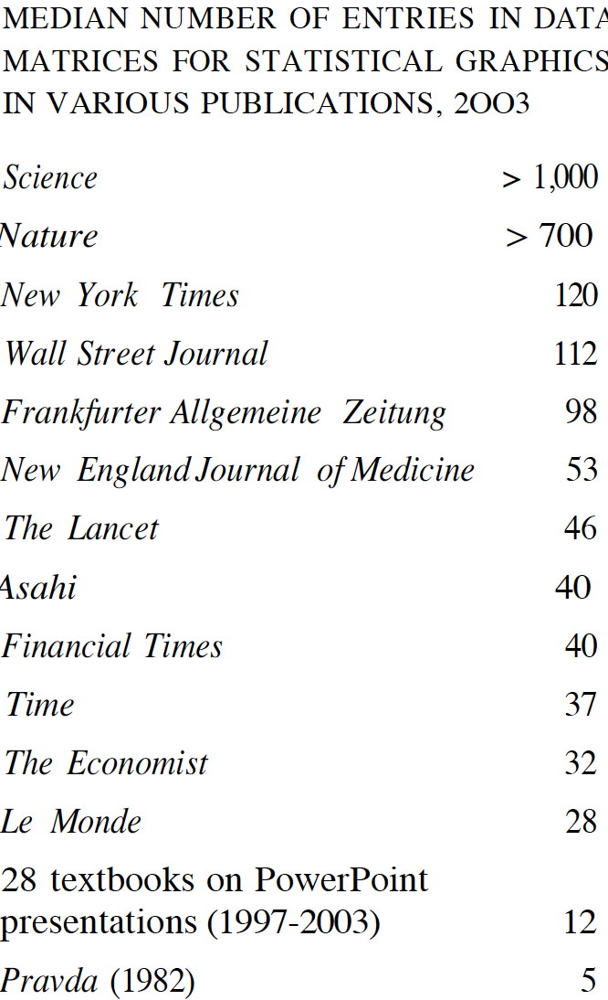 MEDIAN NUMBER OF ENTRIES IN DATA
MATRICES FOR STATISTICAL GRAPHICS
IN VARIOUS PUBLICATIONS, 2OO3
Science > 1,000
Nature > 700
New York Times 120
Wall Street Journal 112
Frankfurter Allgemeine Zeitung 98
New England Journal of Medicine 53
The Lancet 46
Asahi 40
Financial Times 40
Time 37
The Economist 32
Le Monde 28
28 textbooks on PowerPoint
presentations (1997-2003) 12
Pravda (1982) 5